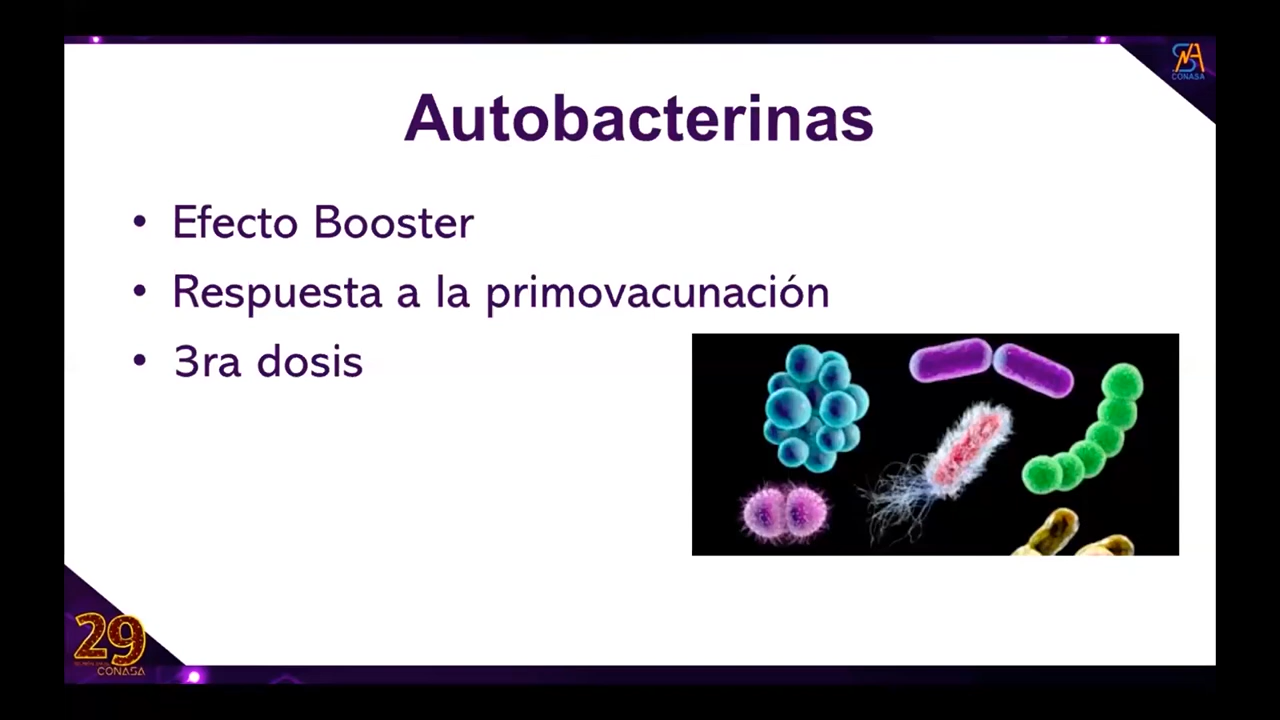 CONASA
Autobacterinas
• Efecto Booster
• Respuesta a la primovacunación
• 3ra dosis
29
CONASA